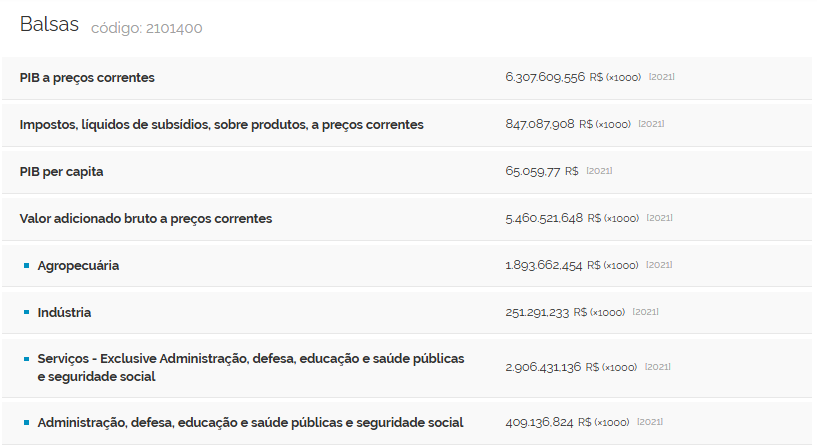 Balsas código: 2101400
PIB a preços correntes 6.307.609,556 R$ (×1000) [2021]
Impostos, líquidos de subsídios, sobre produtos, a preços correntes 847.087,908 R$ (×1000) [2021]
PIB per capita 65.059,77 R$ [2021]
Valor adicionado bruto a preços correntes 5.460.521,648 R$ (×1000) [2021]
Agropecuária 1.893.662,454 R$ (×1000) [2021]
Indústria 251.291,233 R$ (×1000) [2021]
Serviços - Exclusive Administração, defesa, educação e saúde públicas
e seguridade social 2.906.431,136 R$ (×1000) [2021]
Administração, defesa, educação e saúde públicas e seguridade social 409.136,824 R$ (×1000) [2021]